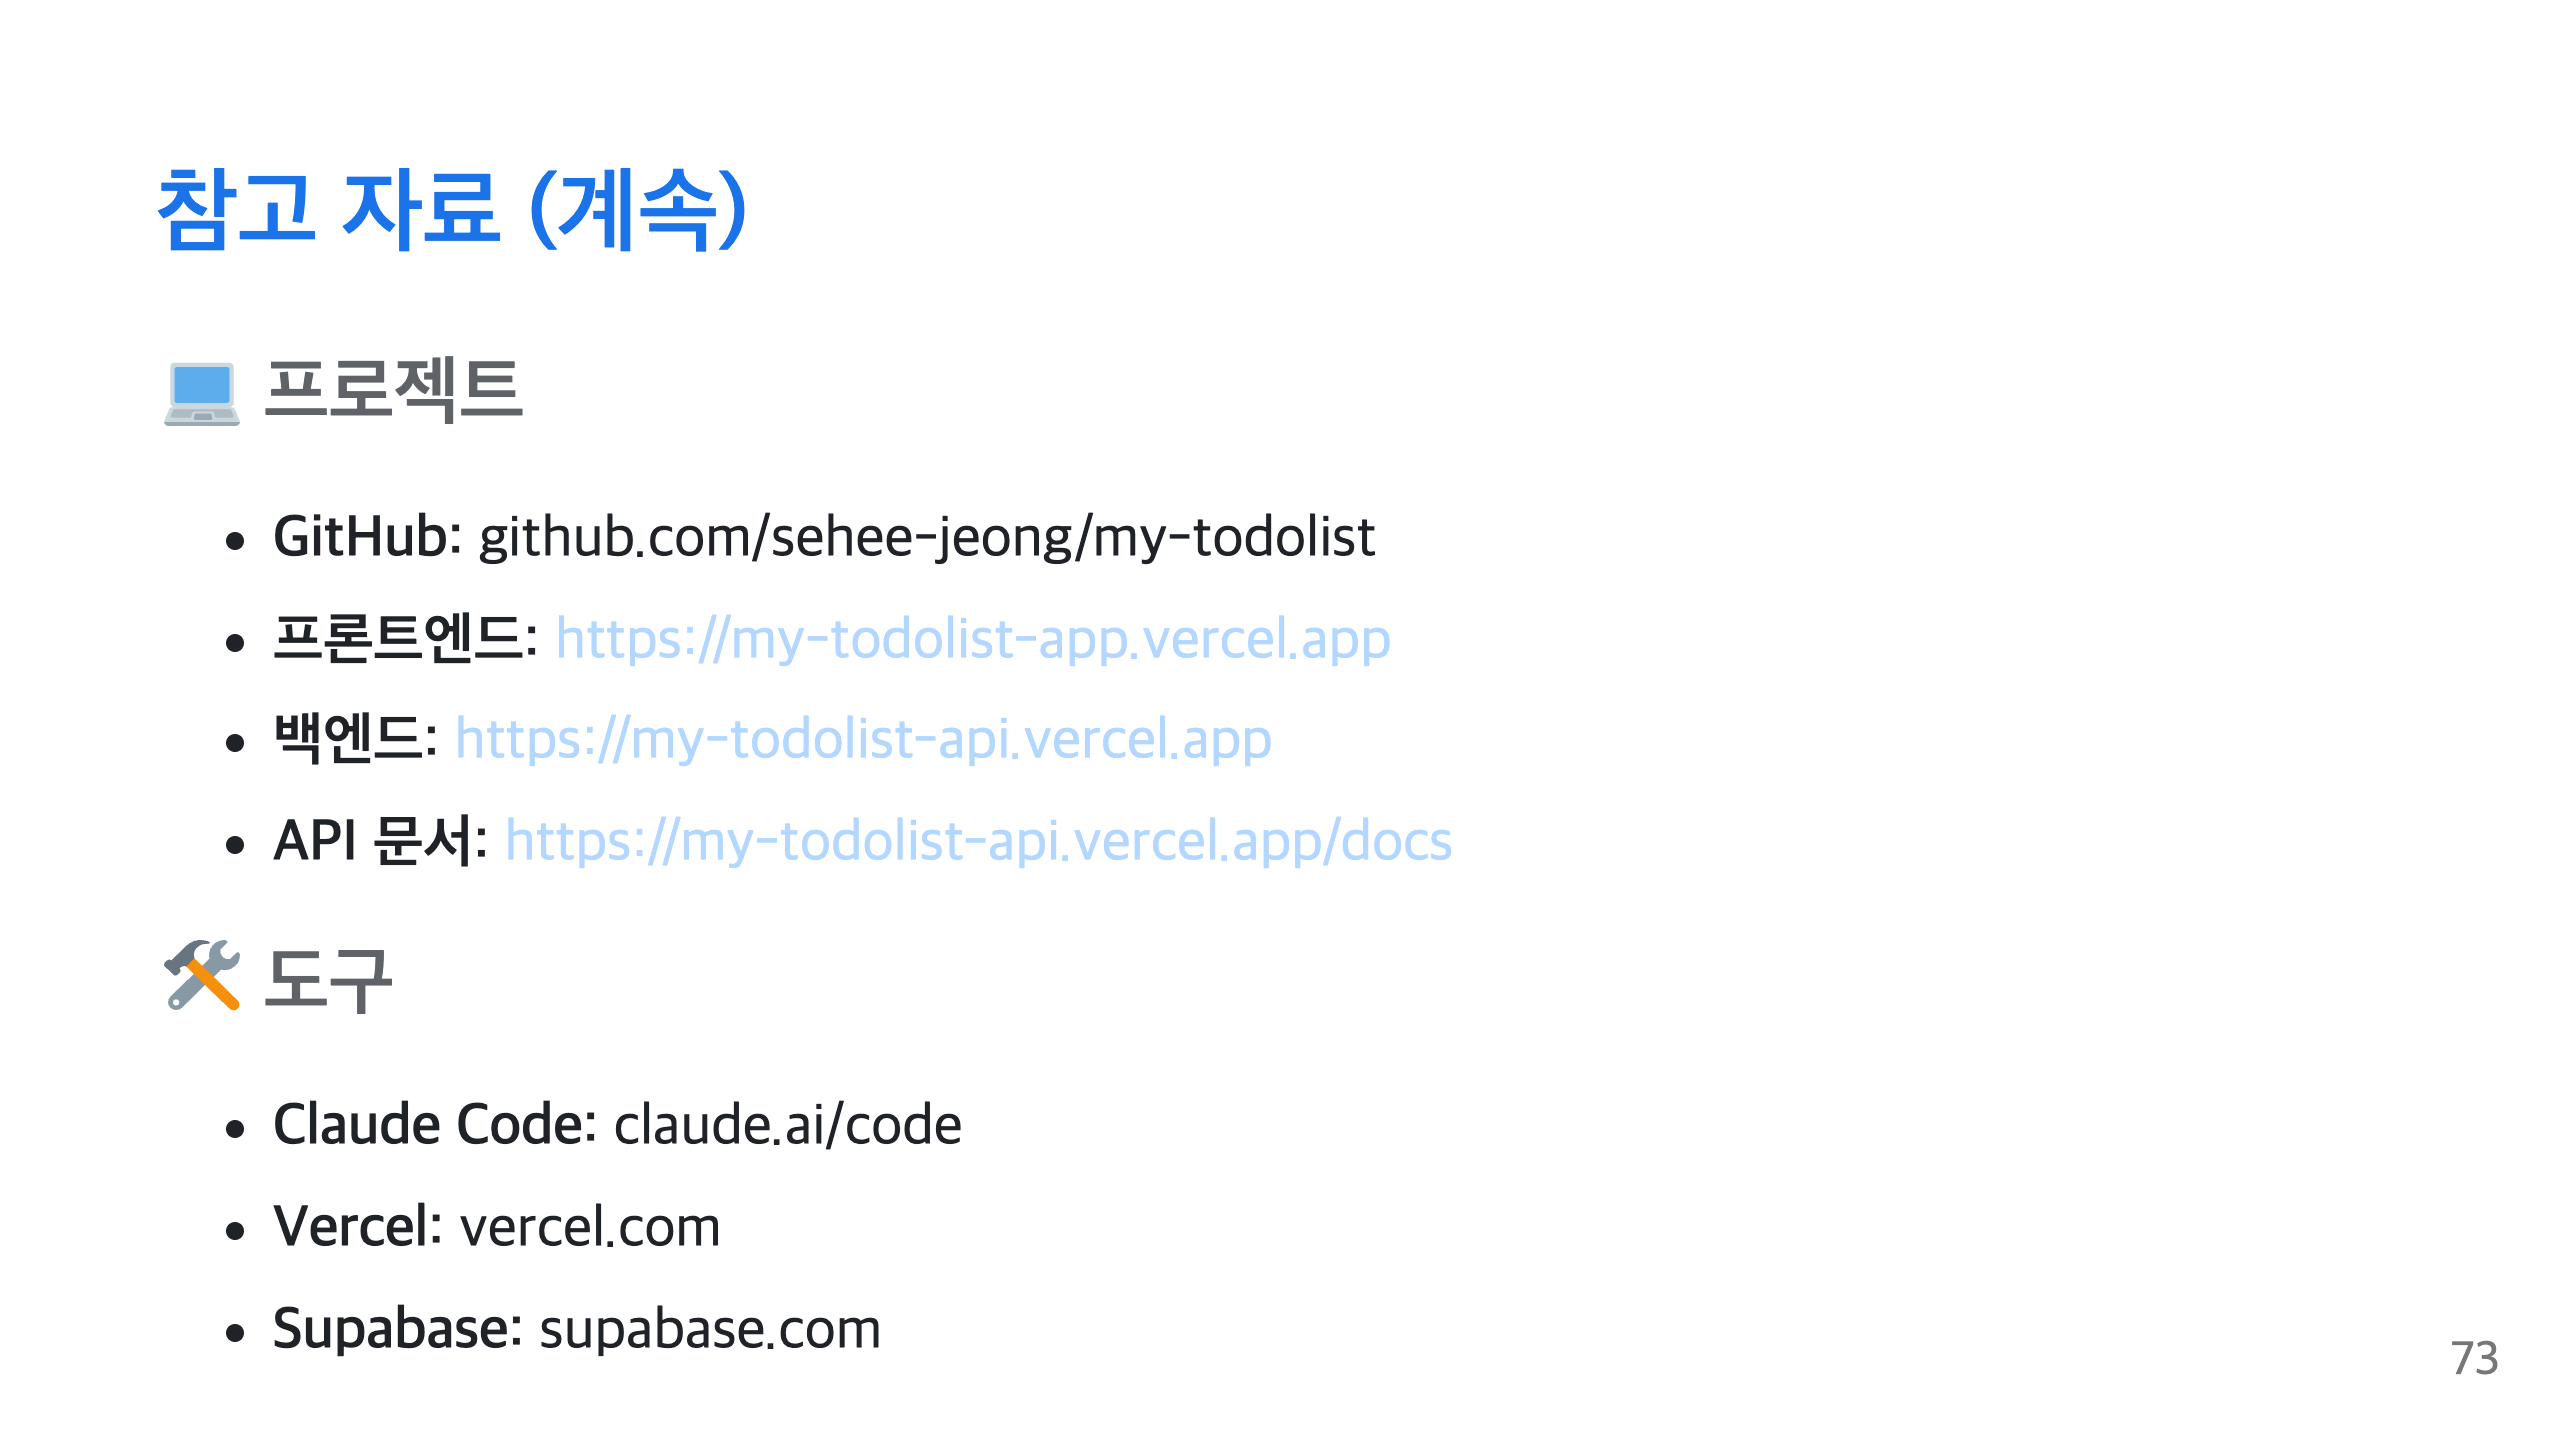 참고 자료 (계속)
💻 프로젝트
• GitHub: github.com/sehee-jeong/my-todolist
• 프론트엔드: https://my-todolist-app.vercel.app
• 백엔드: https://my-todolist-api.vercel.app
• API 문서: https://my-todolist-api.vercel.app/docs
🛠️ 도구
• Claude Code: claude.ai/code
• Vercel: vercel.com
• Supabase: supabase.com
73